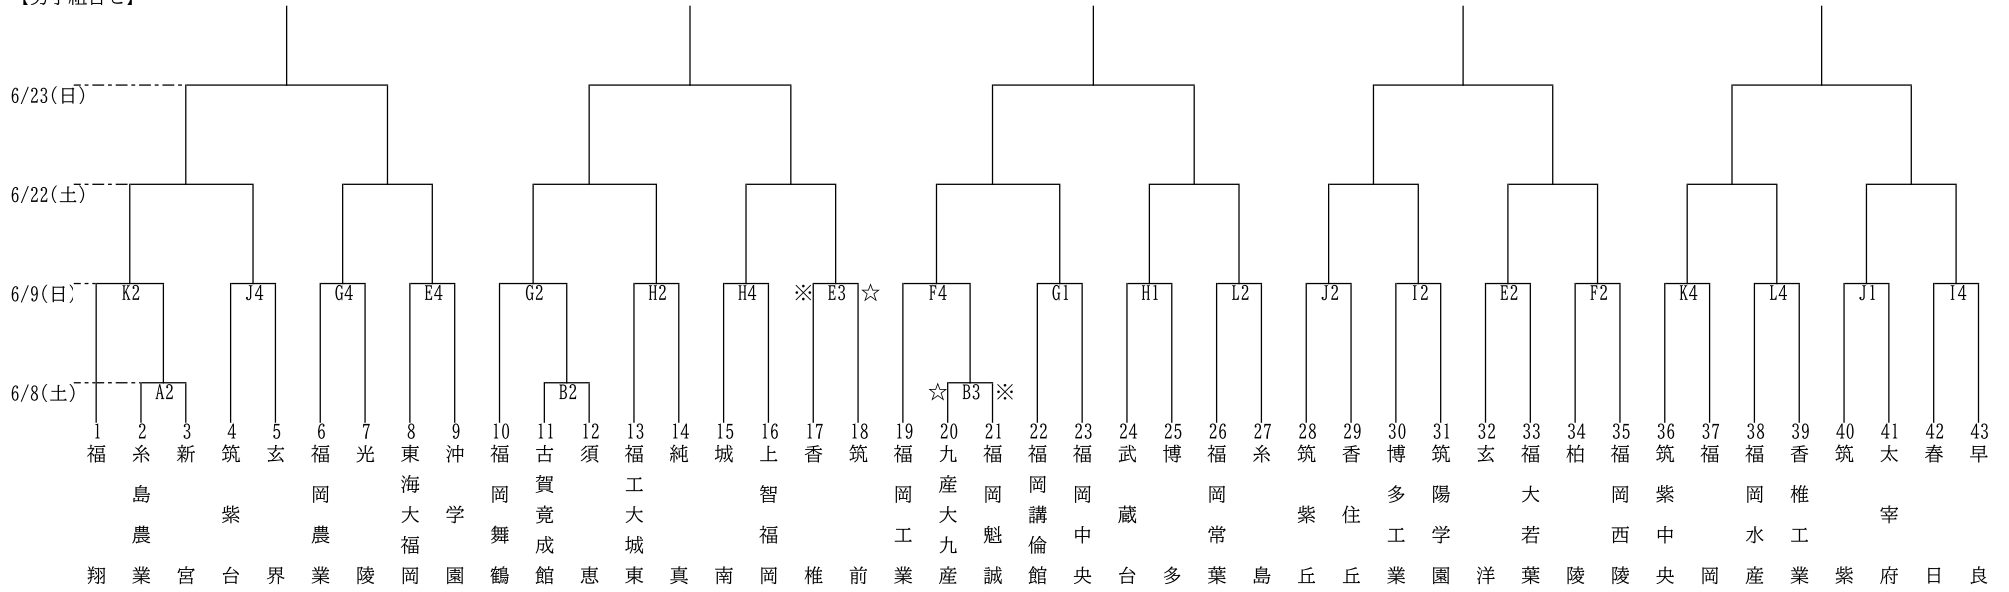 【男子組合せ】
6/23(日)
6/22(土)
6/9(日)
K2 J4 G4 E4 G2 H2 H4 ※ E3 ☆ F4 G1 H1 L2 J2 I2 E2 F2 K4 L4 J1 I4
6/8(土)
A2 B2 ☆ B3 ※
1 2 3 4 5 6 7 8 9 10 11 12 13 14 15 16 17 18 19 20 21 22 23 24 25 26 27 28 29 30 31 32 33 34 35 36 37 38 39 40 41 42 43
福翔
糸島農業
新宮
筑紫台
玄界
福岡農業
光陵
東海大福岡
沖学園
福岡舞鶴
古賀竟成館
須恵
福工大城東
純真
城南
上智福岡
香椎
筑前
福岡工業
九産大九産
福岡魁誠
福岡講倫館
福岡中央
武蔵台
博多
福岡常葉
糸島
筑紫丘
香住丘
博多工業
筑陽学園
玄洋
福大若葉
柏陵
福岡西陵
筑紫中央
福岡
福岡水産
香椎工業
筑紫
太宰府
春日
早良